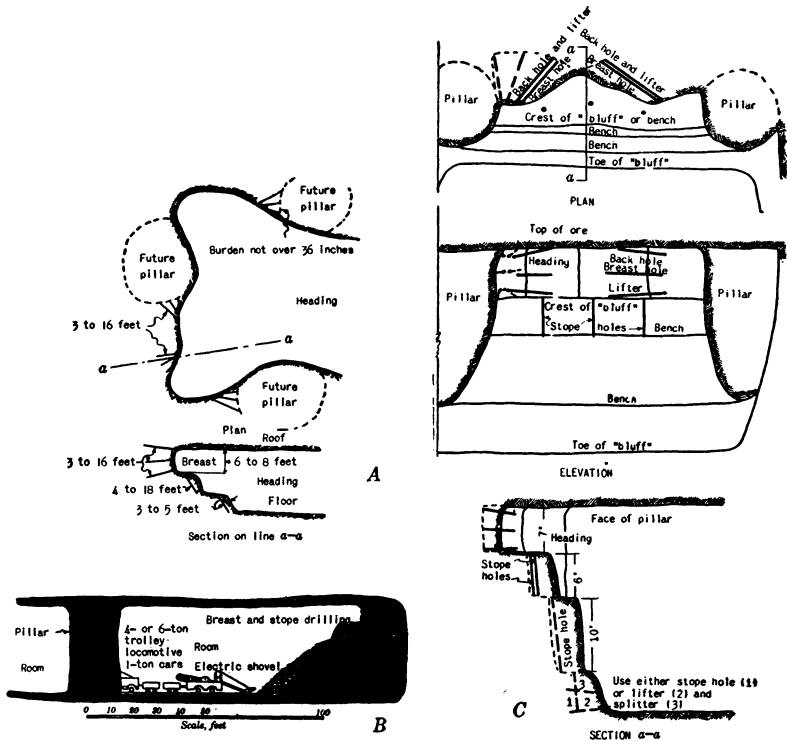 Future
pillar
Future
pillar
Burden not over 36 inches
Heading
3 to 16 feet
a
a
Future
pillar
Plan
Roof
3 to 16 feet
Breast
6 to 8 feet
4 to 18 feet
Heading
3 to 5 feet
Floor
Section on line a-a
A
Pillar
Room
4- or 6-ton
trolley
locomotive
1-ton cars
Breast and stope drilling
Room
Electric shovel
0 10 20 30 40 50 100
Scale, feet
B
Back hole and lifter
Breast hole
a
Back hole and lifter
Breast hole
Pillar
Pillar
Crest of "bluff" or bench
Bench
Bench
Toe of "bluff"
a
PLAN
Top of ore
Heading
Back hole
Breast hole
Lifter
Pillar
Pillar
Crest of "bluff"
Stope holes
Bench
Bench
Toe of "bluff"
ELEVATION
Face of pillar
7'
Heading
Stope
holes
6'
Stope hole
10'
3
1 2
Use either stope hole (1)
or lifter (2) and
splitter (3)
C
SECTION a-a